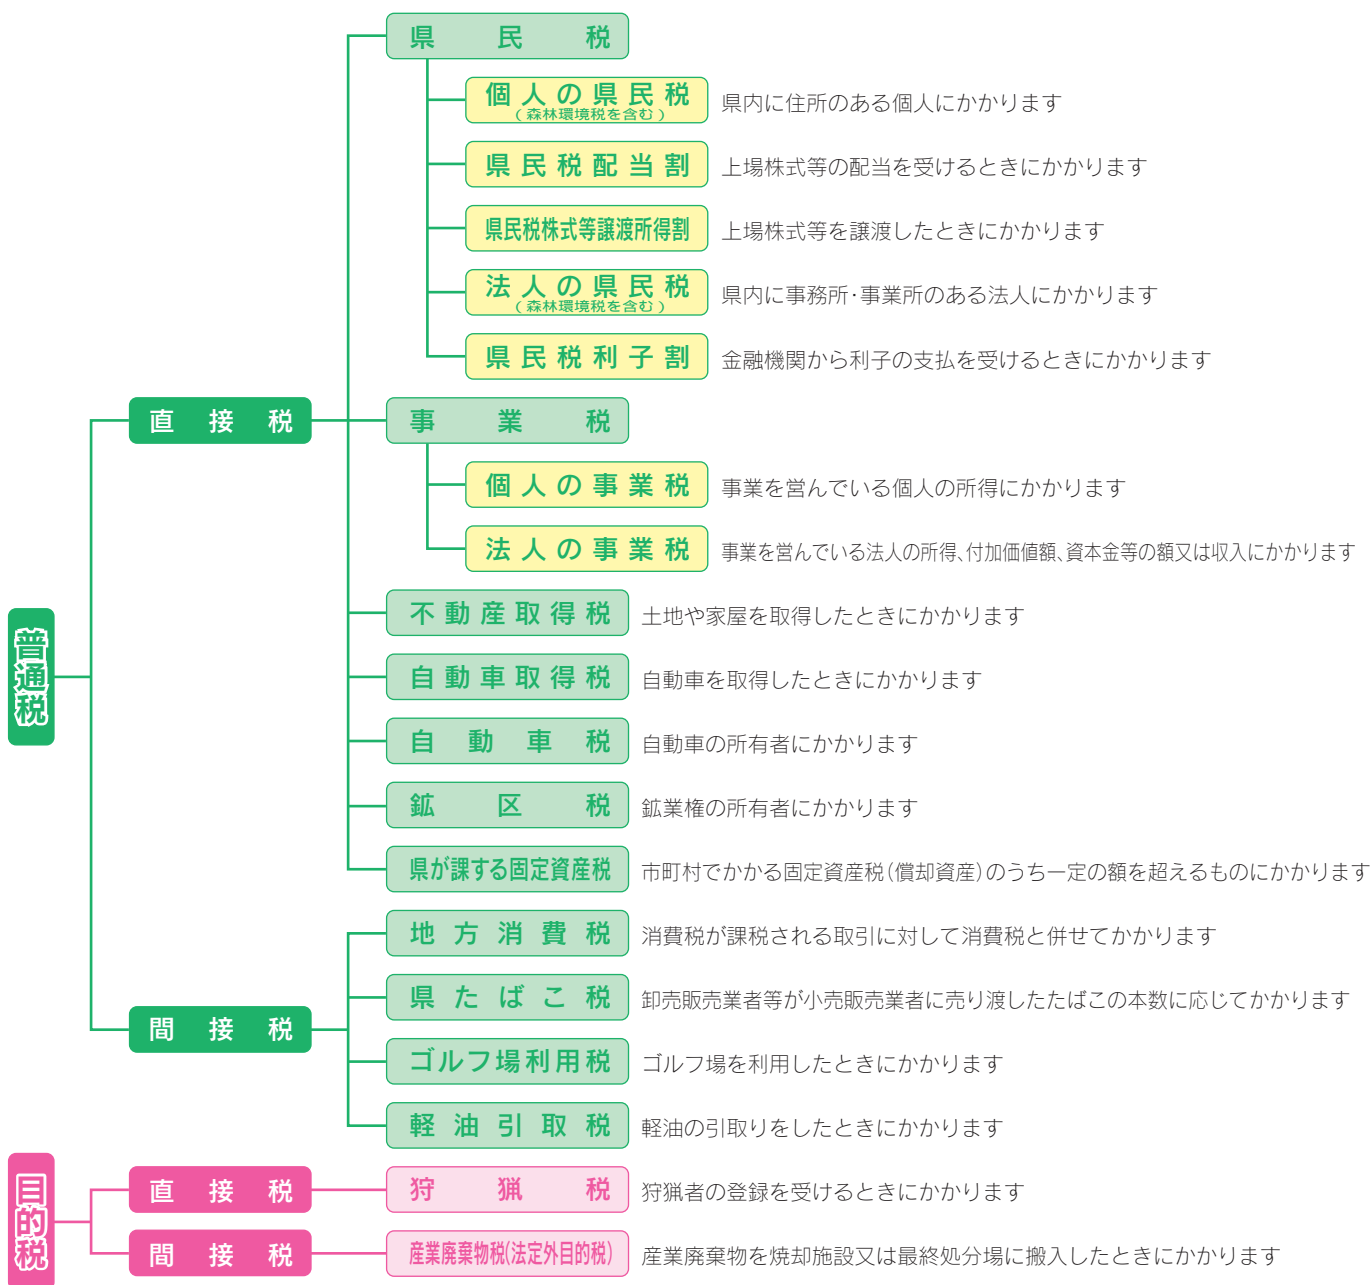 県民税
個人の県民税
(森林環境税を含む)
県内に住所のある個人にかかります
県民税配当割
上場株式等の配当を受けるときにかかります
県民税株式等譲渡所得割
上場株式等を譲渡したときにかかります
法人の県民税
(森林環境税を含む)
県内に事務所・事業所のある法人にかかります
県民税利子割
金融機関から利子の支払を受けるときにかかります
直接税
事業税
個人の事業税
事業を営んでいる個人の所得にかかります
法人の事業税
事業を営んでいる法人の所得、付加価値額、資本金等の額又は収入にかかります
普通税
不動産取得税
土地や家屋を取得したときにかかります
自動車取得税
自動車を取得したときにかかります
自動車税
自動車の所有者にかかります
鉱区税
鉱業権の所有者にかかります
県が課する固定資産税
市町村でかかる固定資産税(償却資産)のうち一定の額を超えるものにかかります
間接税
地方消費税
消費税が課税される取引に対して消費税と併せてかかります
県たばこ税
卸売販売業者等が小売販売業者に売り渡したたばこの本数に応じてかかります
ゴルフ場利用税
ゴルフ場を利用したときにかかります
軽油引取税
軽油の引取りをしたときにかかります
目的税
直接税
狩猟税
狩猟者の登録を受けるときにかかります
間接税
産業廃棄物税(法定外目的税)
産業廃棄物を焼却施設又は最終処分場に搬入したときにかかります